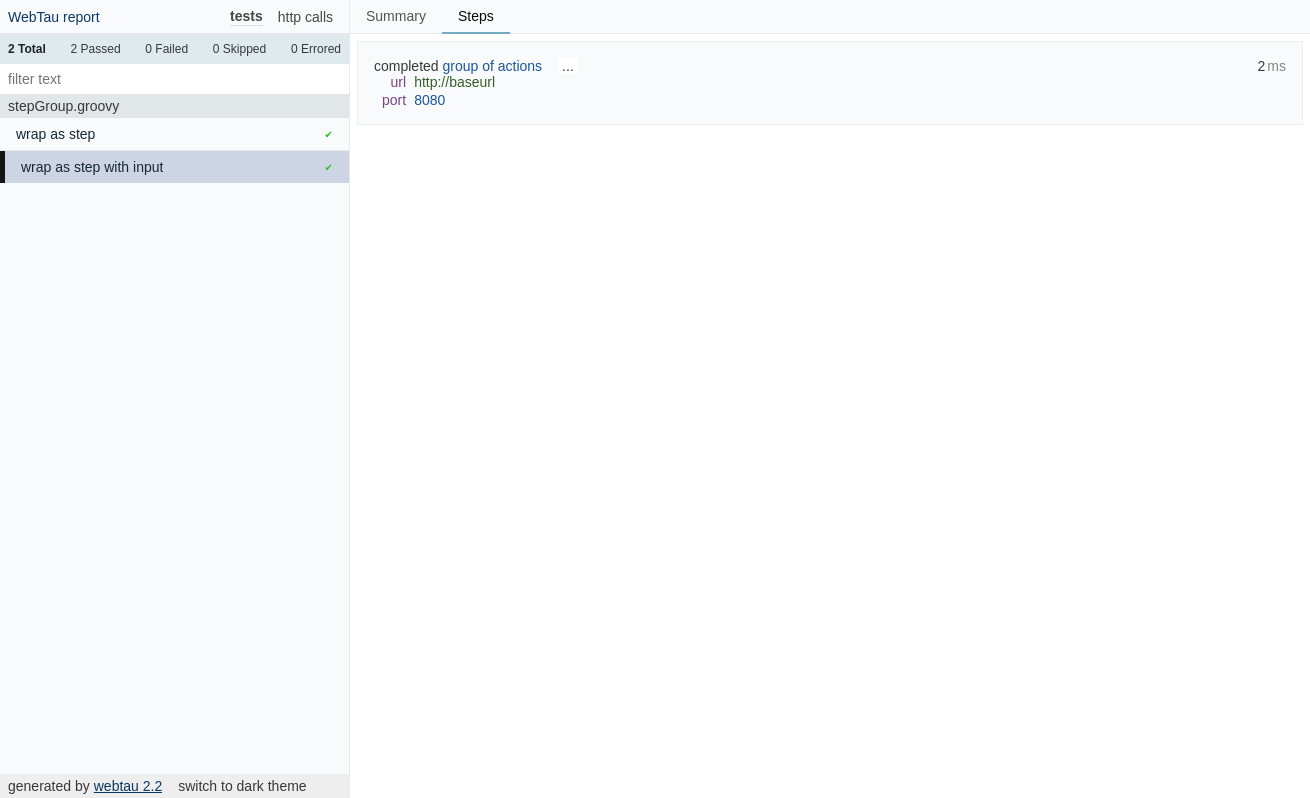 WebTau report tests http calls
2 Total 2 Passed 0 Failed 0 Skipped 0 Errored
filter text
stepGroup.groovy
wrap as step ✔
wrap as step with input ✔
generated by webtau 2.2 switch to dark theme
Summary Steps
completed group of actions ... 2 ms
url http://baseurl
port 8080